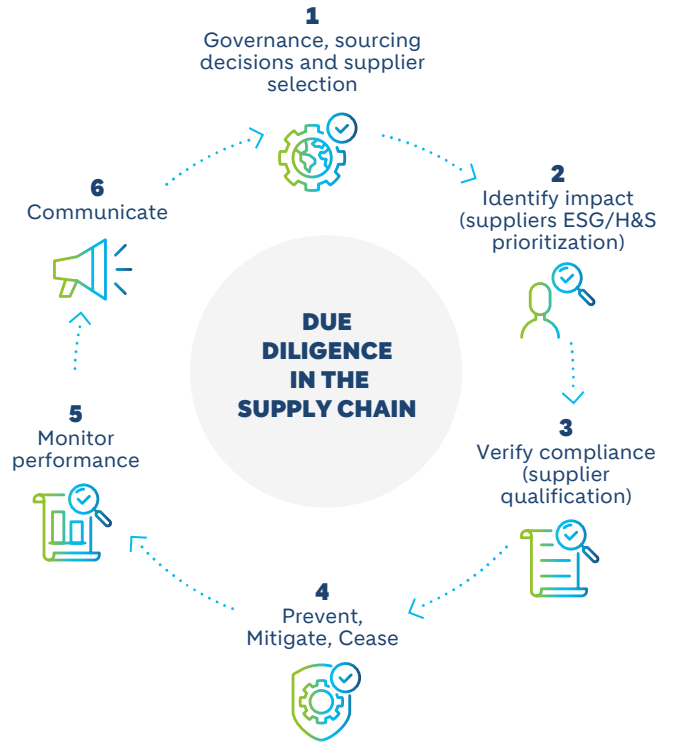 1
Governance, sourcing
decisions and supplier
selection
2
Identify impact
(suppliers ESG/H&S
prioritization)
3
Verify compliance
(supplier
qualification)
4
Prevent,
Mitigate, Cease
5
Monitor
performance
6
Communicate
DUE
DILIGENCE
IN THE
SUPPLY CHAIN